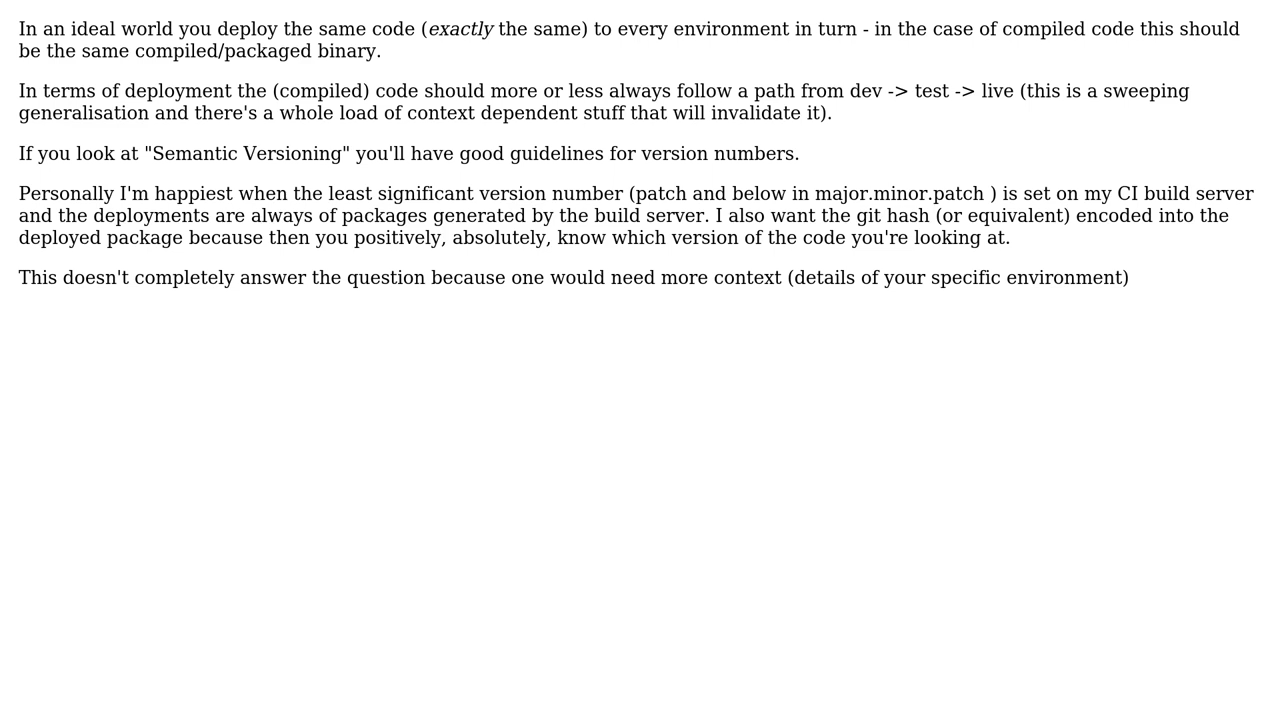 In an ideal world you deploy the same code (exactly the same) to every environment in turn - in the case of compiled code this should
be the same compiled/packaged binary.
In terms of deployment the (compiled) code should more or less always follow a path from dev -> test -> live (this is a sweeping
generalisation and there's a whole load of context dependent stuff that will invalidate it).
If you look at "Semantic Versioning" you'll have good guidelines for version numbers.
Personally I'm happiest when the least significant version number (patch and below in major.minor.patch ) is set on my CI build server
and the deployments are always of packages generated by the build server. I also want the git hash (or equivalent) encoded into the
deployed package because then you positively, absolutely, know which version of the code you're looking at.
This doesn't completely answer the question because one would need more context (details of your specific environment)